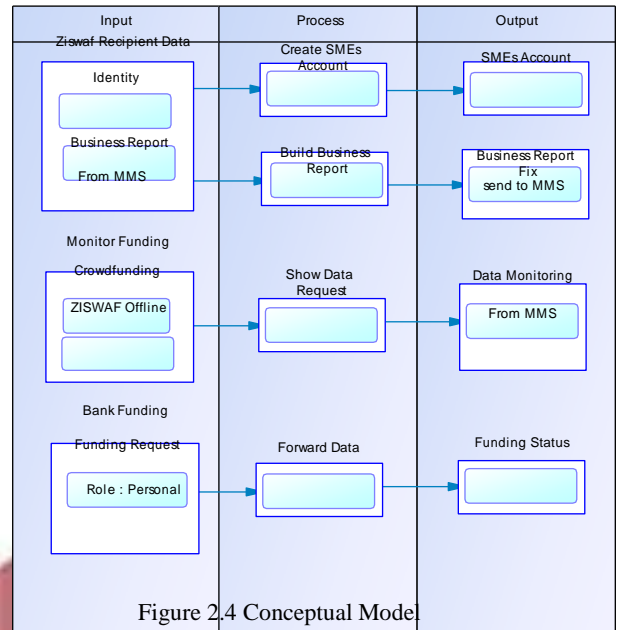 Input
Process
Output
Ziswaf Recipient Data
Identity
Business Report
From MMS
Create SMEs
Account
SMEs Account
Build Business
Report
Business Report
Fix
send to MMS
Monitor Funding
Crowdfunding
ZISWAF Offline
Show Data
Request
Data Monitoring
From MMS
Bank Funding
Funding Request
Role : Personal
Forward Data
Funding Status
Figure 2.4 Conceptual Model